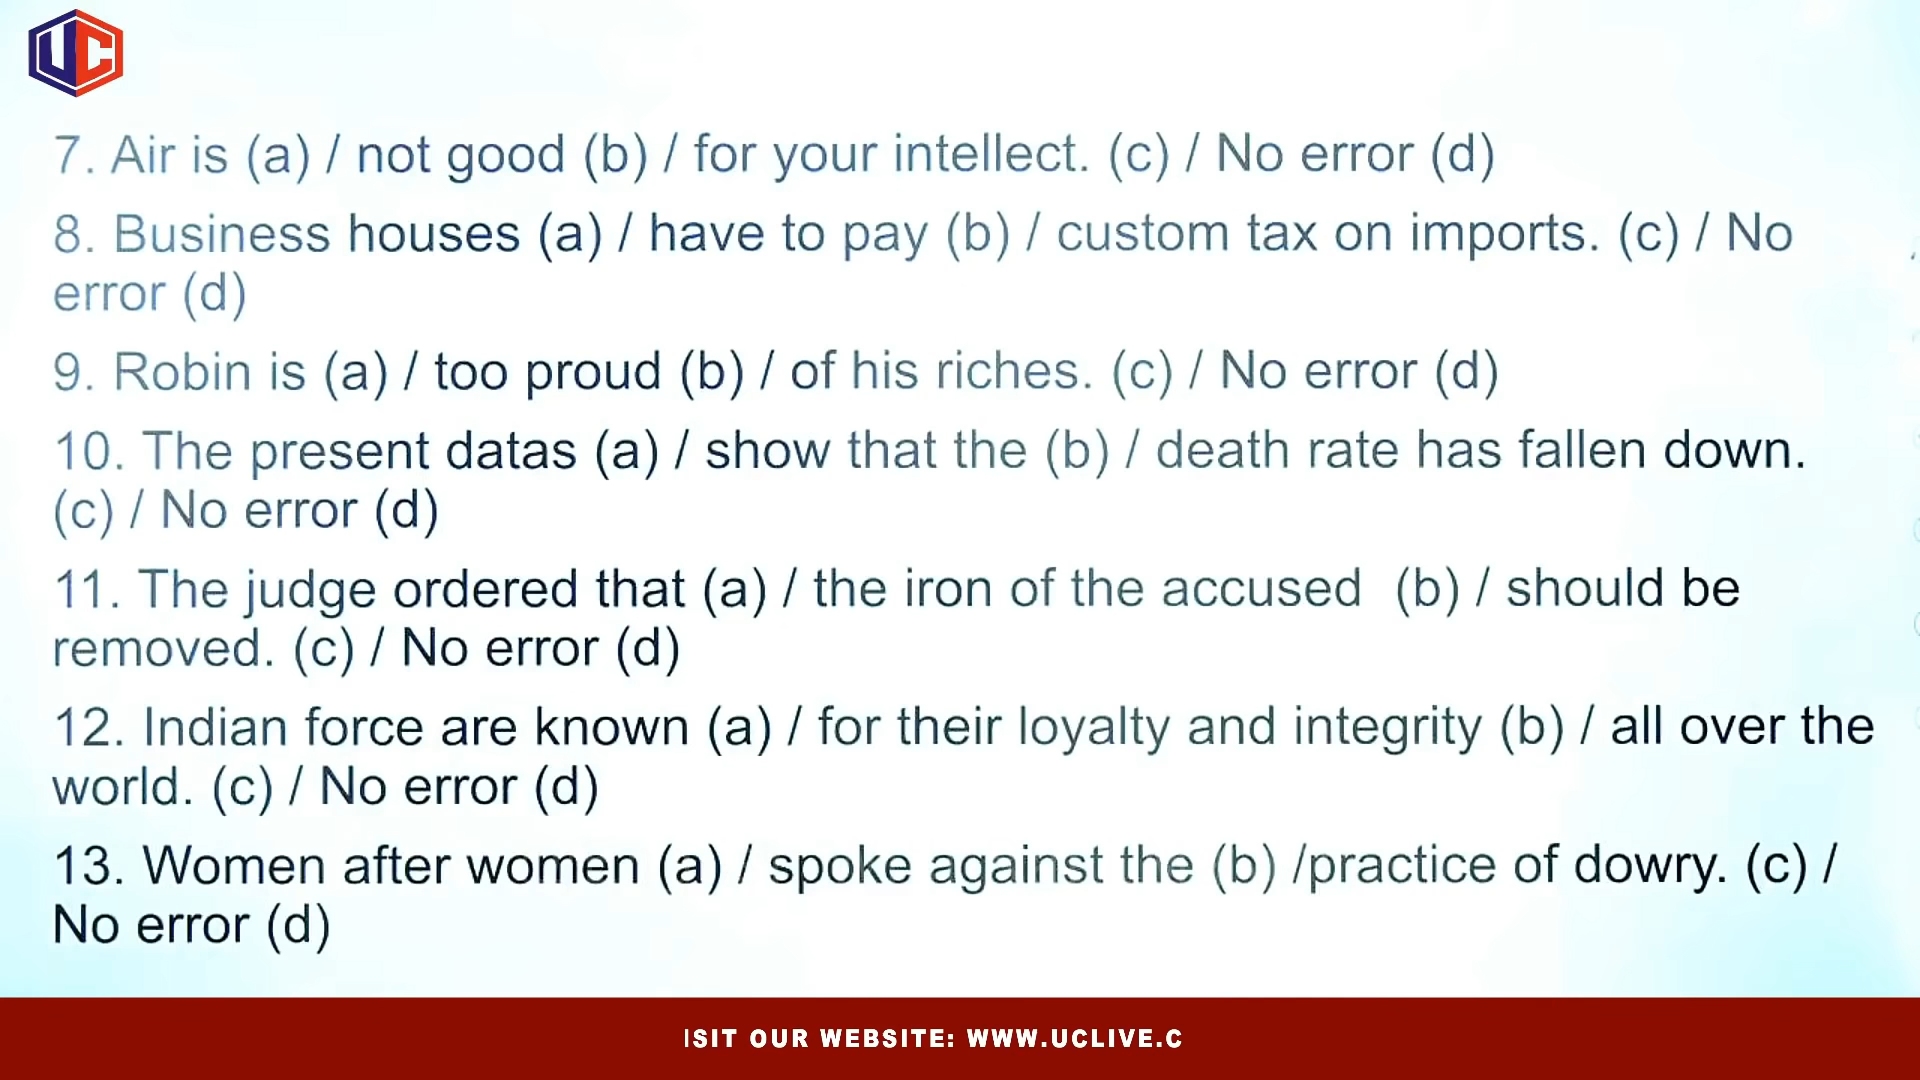 UC
7. Air is (a) / not good (b) / for your intellect. (c) / No error (d)
8. Business houses (a) / have to pay (b) / custom tax on imports. (c) / No
error (d)
9. Robin is (a) / too proud (b) / of his riches. (c) / No error (d)
10. The present datas (a) / show that the (b) / death rate has fallen down.
(c) / No error (d)
11. The judge ordered that (a) / the iron of the accused (b) / should be
removed. (c) / No error (d)
12. Indian force are known (a) / for their loyalty and integrity (b) / all over the
world. (c) / No error (d)
13. Women after women (a) / spoke against the (b) /practice of dowry. (c) /
No error (d)
ISIT OUR WEBSITE: WWW.UCLIVE.C